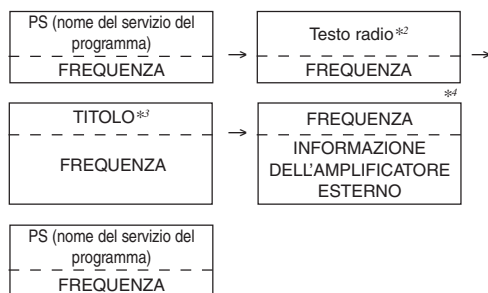 PS (nome del servizio del
programma)
FREQUENZA
→
Testo radio*2
FREQUENZA
→
TITOLO*3
FREQUENZA
→
*4
FREQUENZA
INFORMAZIONE
DELL'AMPLIFICATORE
ESTERNO
PS (nome del servizio del
programma)
FREQUENZA